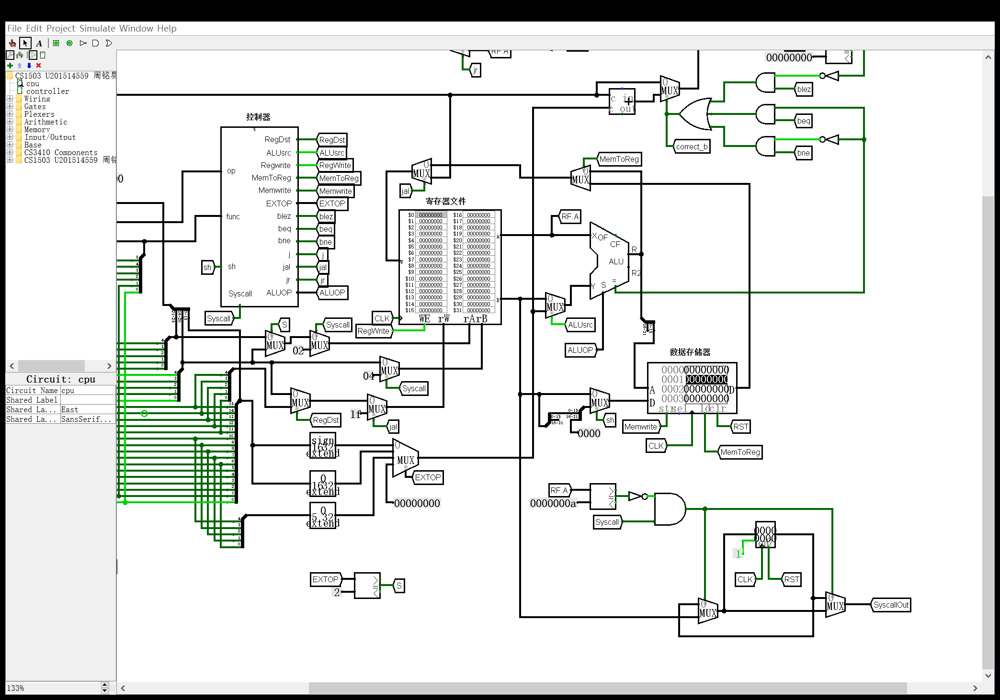 File Edit Project Simulate Window Help
A
CS1503 U201514559 周铭昊
cpu
controller
Wiring
Gates
Plexers
Arithmetic
Memory
Input/Output
Base
CS3410 Components
CS1503 U201514559 周铭
Circuit: cpu
Circuit Name cpu
Shared Label
Shared La... East
Shared La... SansSerif...
133%
RF.A
jr
00000000
MUX
c in
c out
blez
beq
bne
correct_b
控制器
op
func
sh
Syscall
RegDst
ALUsrc
Regwrite
MemToReg
Memwrite
EXTOP
blez
beq
bne
j
jal
jr
ALUOP
RegDst
ALUsrc
RegWrite
MemToReg
Memwrite
EXTOP
blez
beq
bne
j
jal
jr
ALUOP
sh
Syscall
MUX
jal
MemToReg
MUX
寄存器文件
$0 00000000 $16 00000000
$1 00000000 $17 00000000
$2 00000000 $18 00000000
$3 00000000 $19 00000000
$4 00000000 $20 00000000
$5 00000000 $21 00000000
$6 00000000 $22 00000000
$7 00000000 $23 00000000
$8 00000000 $24 00000000
$9 00000000 $25 00000000
$10 00000000 $26 00000000
$11 00000000 $27 00000000
$12 00000000 $28 00000000
$13 00000000 $29 00000000
$14 00000000 $30 00000000
$15 00000000 $31 00000000
WE rW rA rB
CLK
RegWrite
RF.A
X OF
CF
R
ALU
R2
Y S =
MUX
ALUsrc
ALUOP
S
MUX
Syscall
02
MUX
04
MUX
Syscall
MUX
RegDst
1f
MUX
jal
数据存储器
0000 00000000
0001 00000000
0002 00000000
0003 00000000
A
D
D
str sel ld clr
Memwrite
CLK
MemToReg
RST
MUX
sh
0-15
16-21
0000
sign
16 32
extend
0
16 32
extend
0
5 32
extend
MUX
EXTOP
00000000
RF.A
0000000a
Syscall
EXTOP
2
S
1
0000
0000
CLK
RST
MUX
MUX
SyscallOut